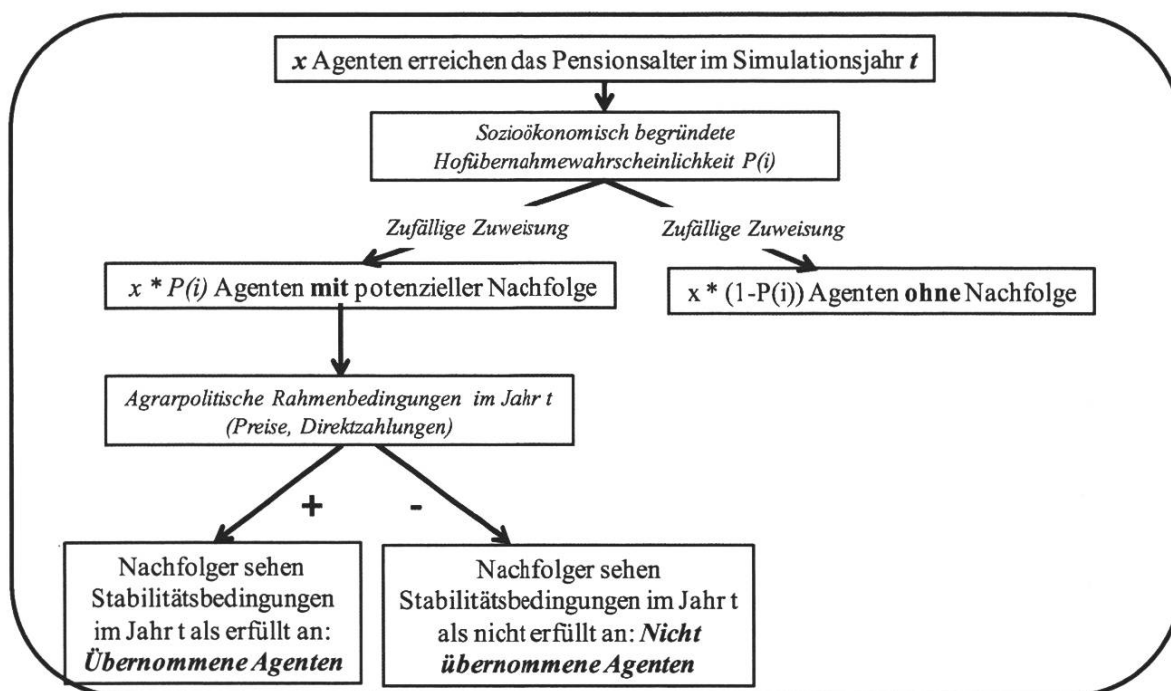 x Agenten erreichen das Pensionsalter im Simulationsjahr t
Sozioökonomisch begründete
Hofübernahmewahrscheinlichkeit P(i)
Zufällige Zuweisung
Zufällige Zuweisung
x * P(i) Agenten mit potenzieller Nachfolge
x * (1-P(i)) Agenten ohne Nachfolge
Agrarpolitische Rahmenbedingungen im Jahr t
(Preise, Direktzahlungen)
+
-
Nachfolger sehen
Stabilitätsbedingungen
im Jahr t als erfüllt an:
Übernommene Agenten
Nachfolger sehen
Stabilitätsbedingungen im Jahr t
als nicht erfüllt an: Nicht
übernommene Agenten